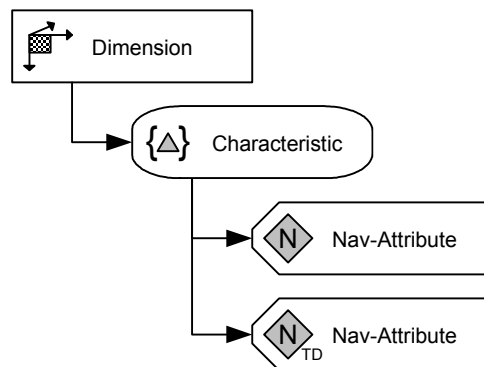 Dimension
{ } Characteristic
N Nav-Attribute
N TD Nav-Attribute